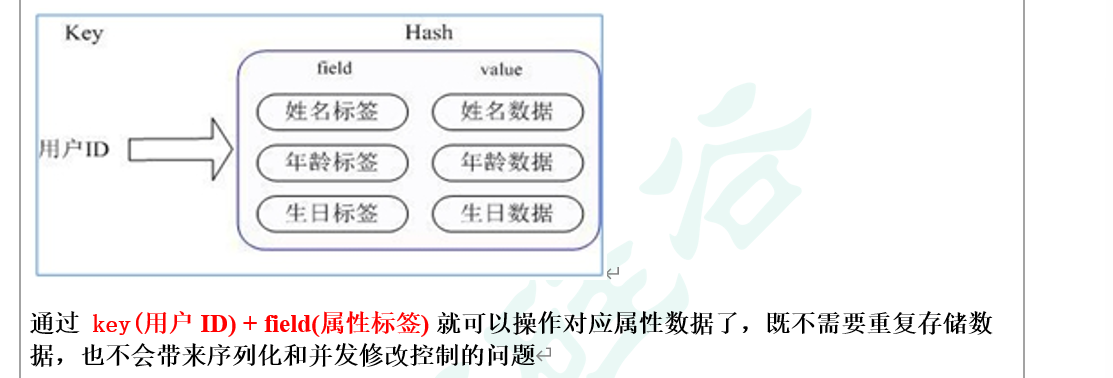 Key Hash
field value
姓名标签 姓名数据
用户ID
年龄标签 年龄数据
生日标签 生日数据
通过 key(用户 ID) + field(属性标签) 就可以操作对应属性数据了，既不需要重复存储数
据，也不会带来序列化和并发修改控制的问题